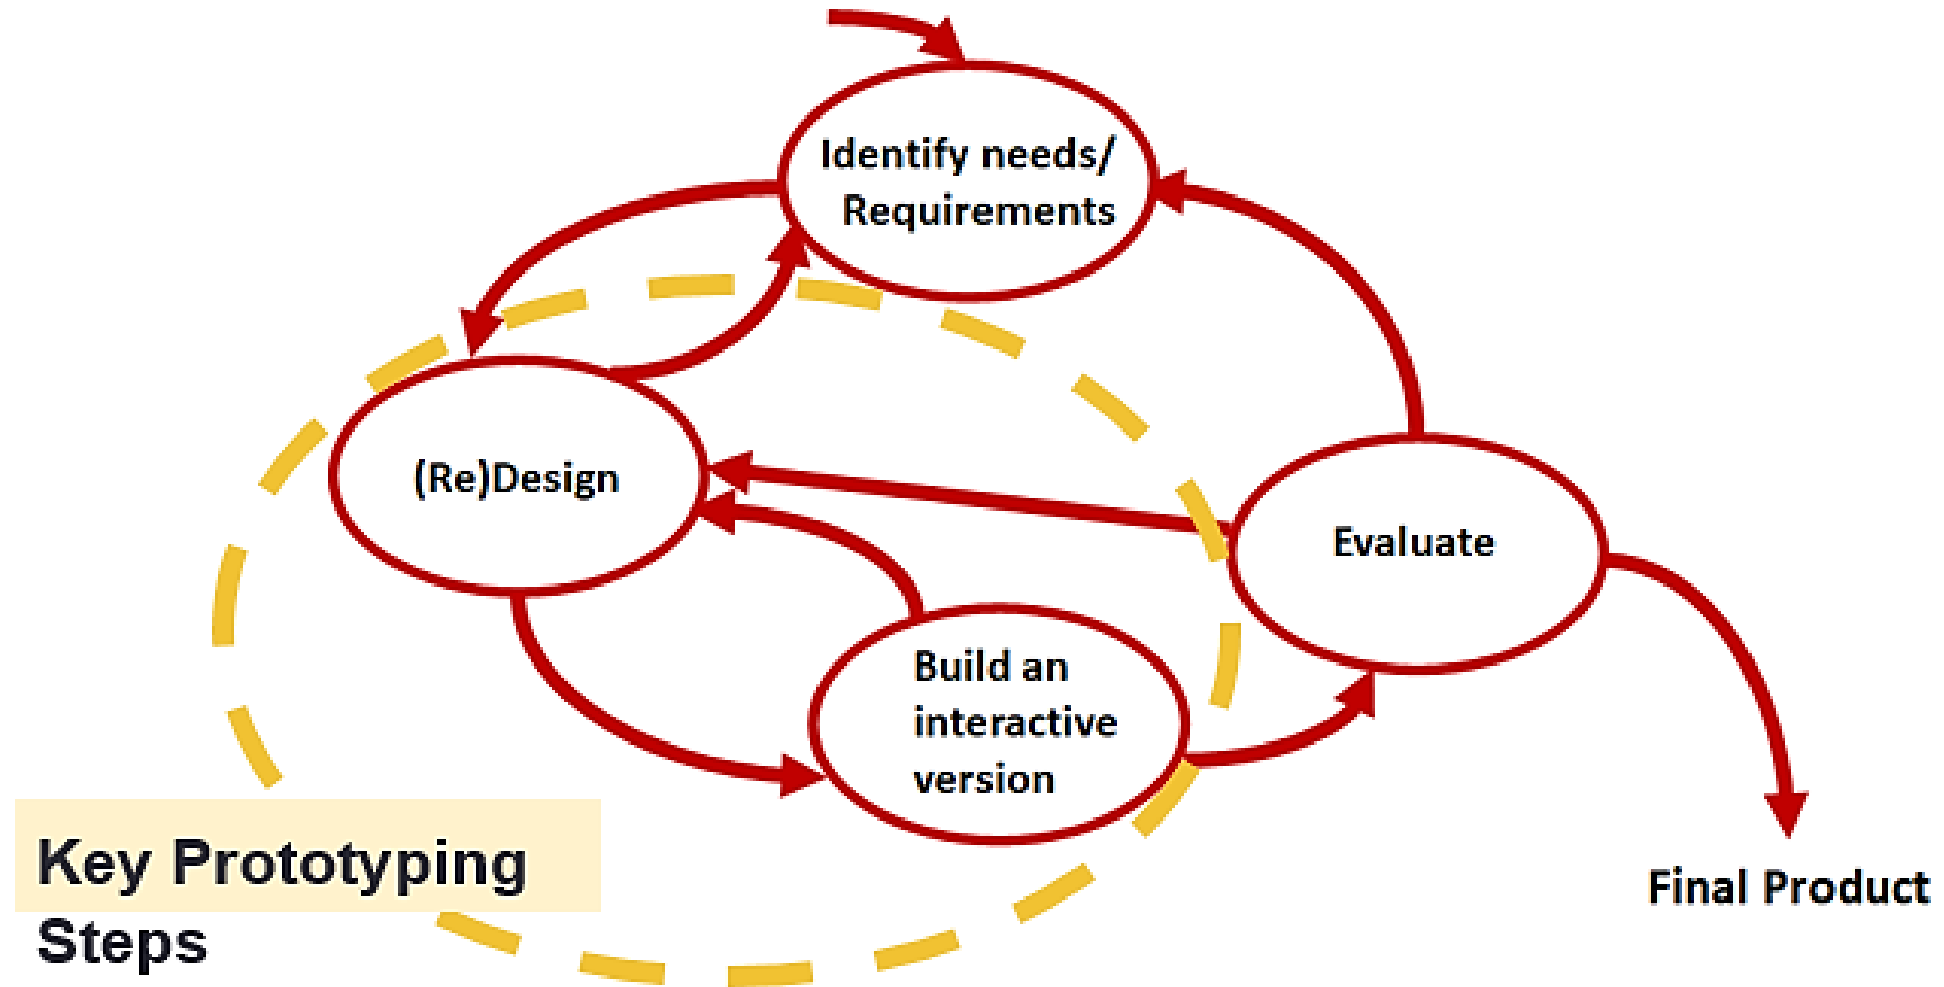 Identify needs/
Requirements
(Re)Design
Evaluate
Build an
interactive
version
Key Prototyping
Steps
Final Product